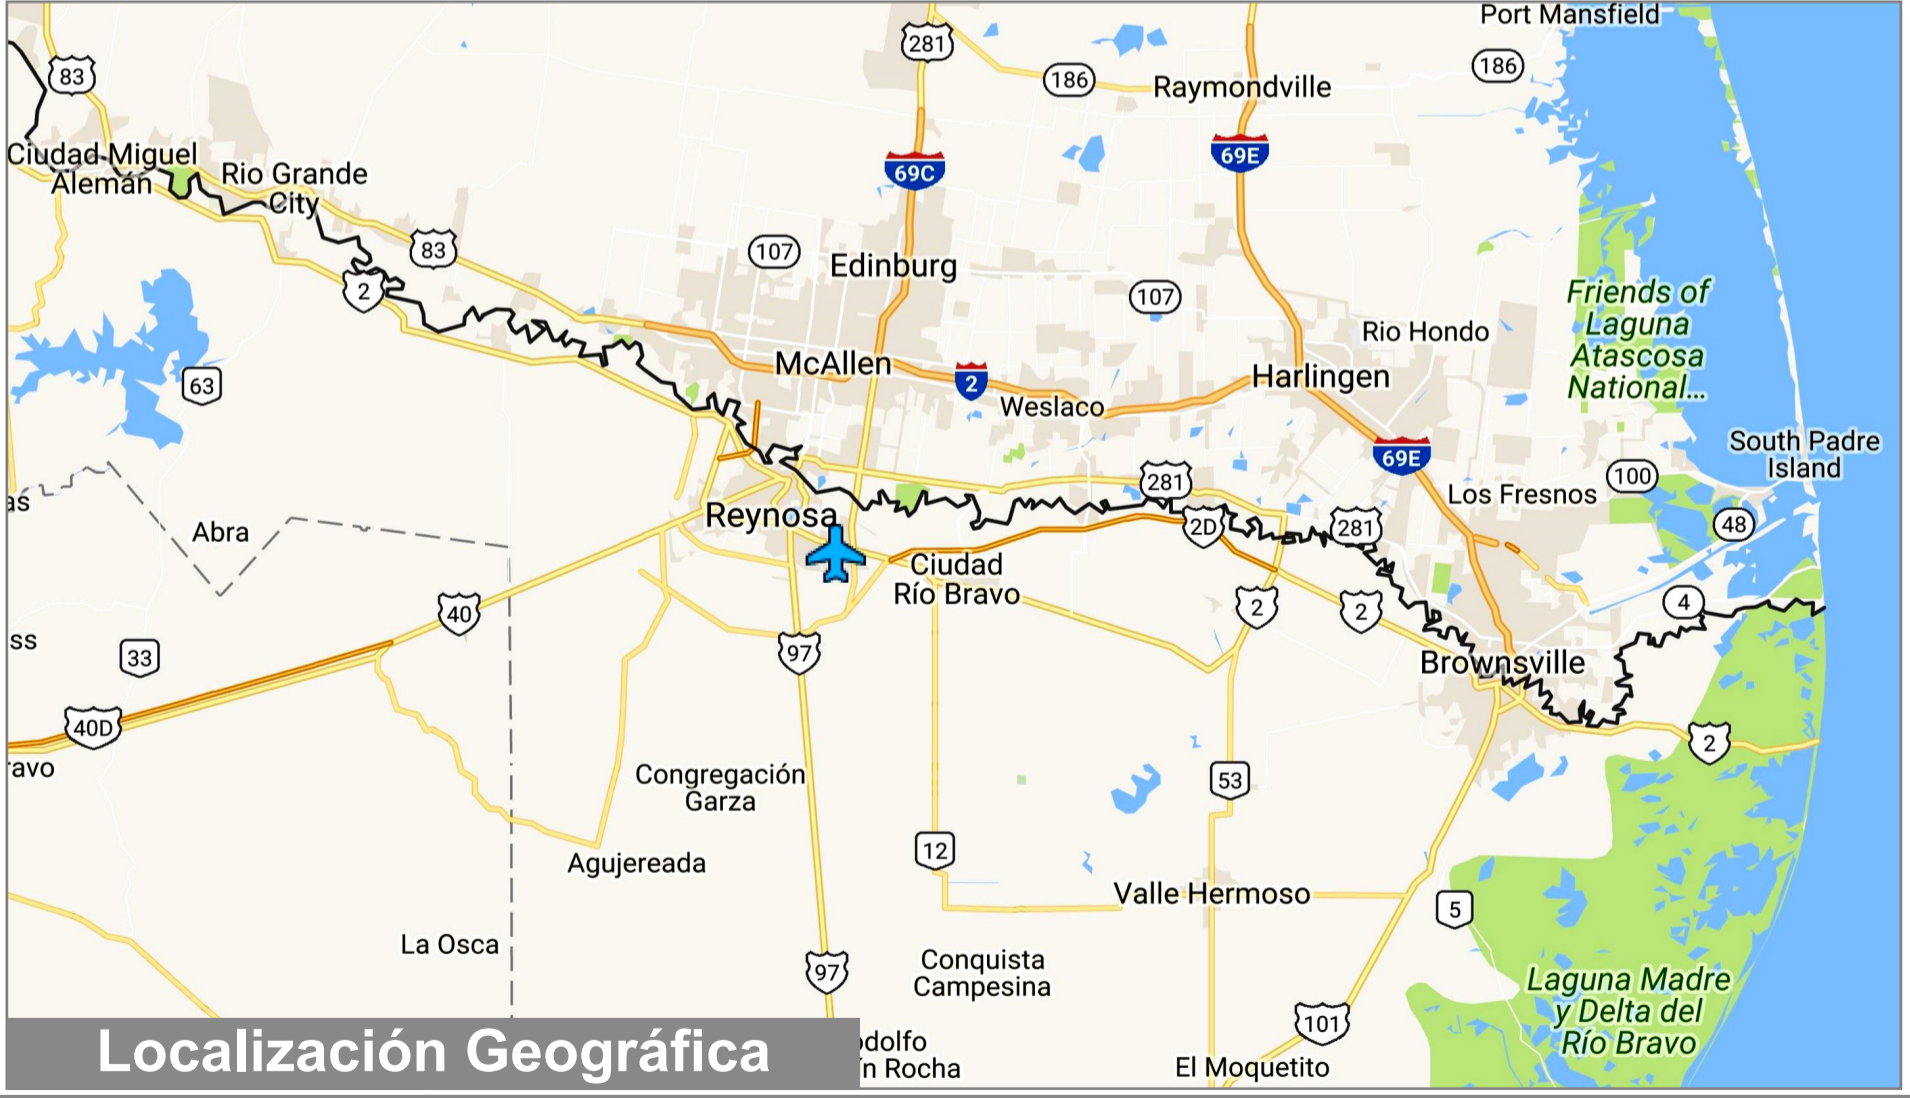 Port Mansfield
281
83
186
186
Raymondville
69E
Ciudad Miguel
Alemán
Rio Grande
City
69C
83
107
Edinburg
2
107
Friends of
Laguna
Atascosa
National...
Rio Hondo
McAllen
63
2
Harlingen
Weslaco
69E
South Padre
Island
100
281
Los Fresnos
as
Abra
Reynosa
2D
281
48
Ciudad
Río Bravo
40
2
2
4
ss
33
97
Brownsville
40D
2
ravo
Congregación
Garza
53
12
Agujereada
Valle Hermoso
5
La Osca
97
Conquista
Campesina
Laguna Madre
y Delta del
Río Bravo
101
Localización Geográfica
odolfo
n Rocha
El Moquetito